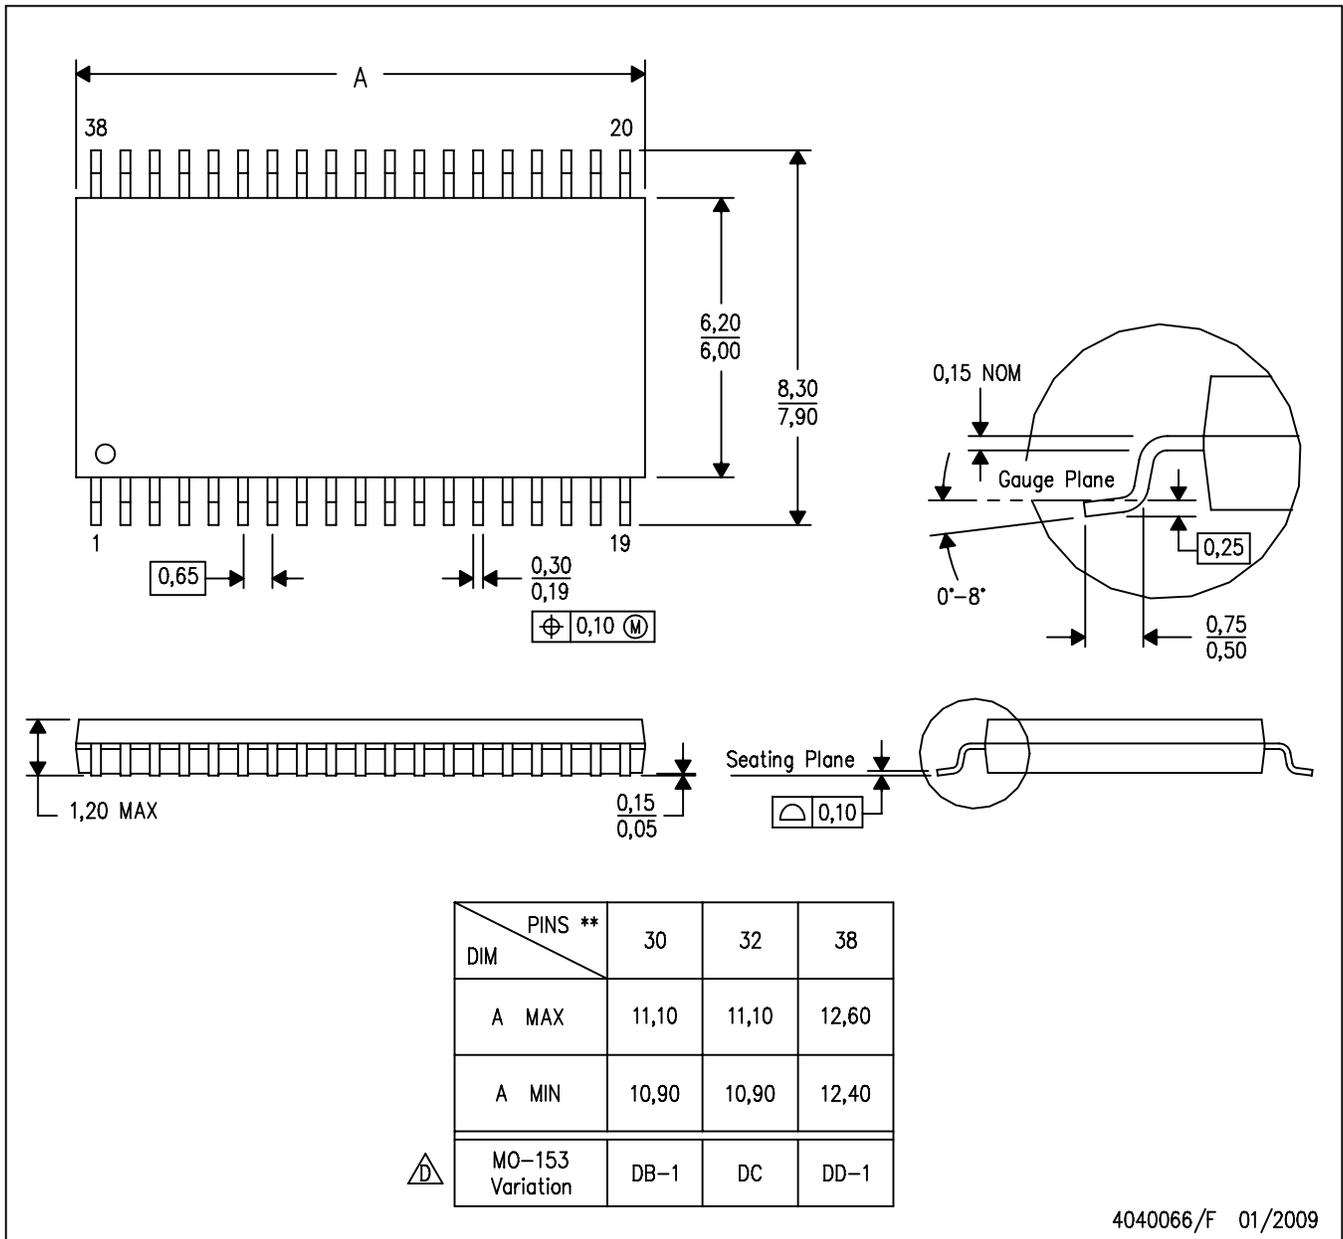 A
38 20
6,20
6,00
8,30
7,90
1 19
0,65
0,30
0,19
0,10 Ⓜ
0,15 NOM
Gauge Plane
0,25
0°–8°
0,75
0,50
1,20 MAX
0,15
0,05
Seating Plane
0,10
PINS ** 30 32 38
DIM
A MAX 11,10 11,10 12,60
A MIN 10,90 10,90 12,40
D
MO–153
Variation DB–1 DC DD–1
4040066/F 01/2009